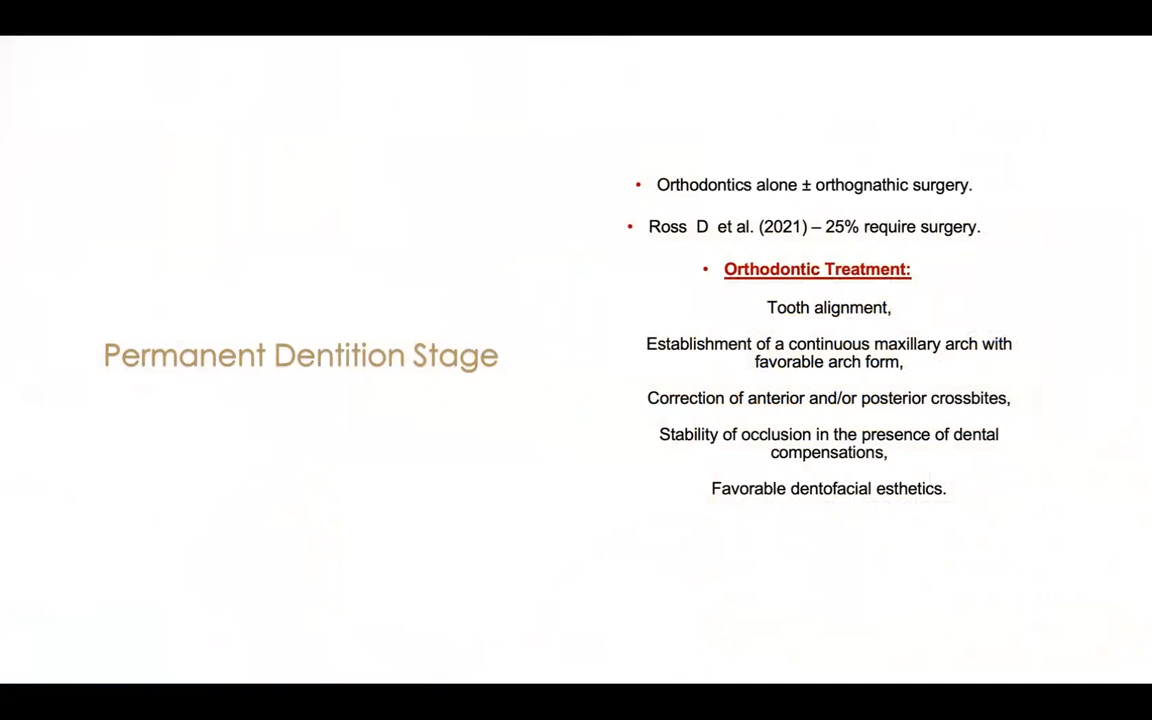 Permanent Dentition Stage
• Orthodontics alone ± orthognathic surgery.
• Ross D et al. (2021) – 25% require surgery.
• Orthodontic Treatment:
Tooth alignment,
Establishment of a continuous maxillary arch with
favorable arch form,
Correction of anterior and/or posterior crossbites,
Stability of occlusion in the presence of dental
compensations,
Favorable dentofacial esthetics.